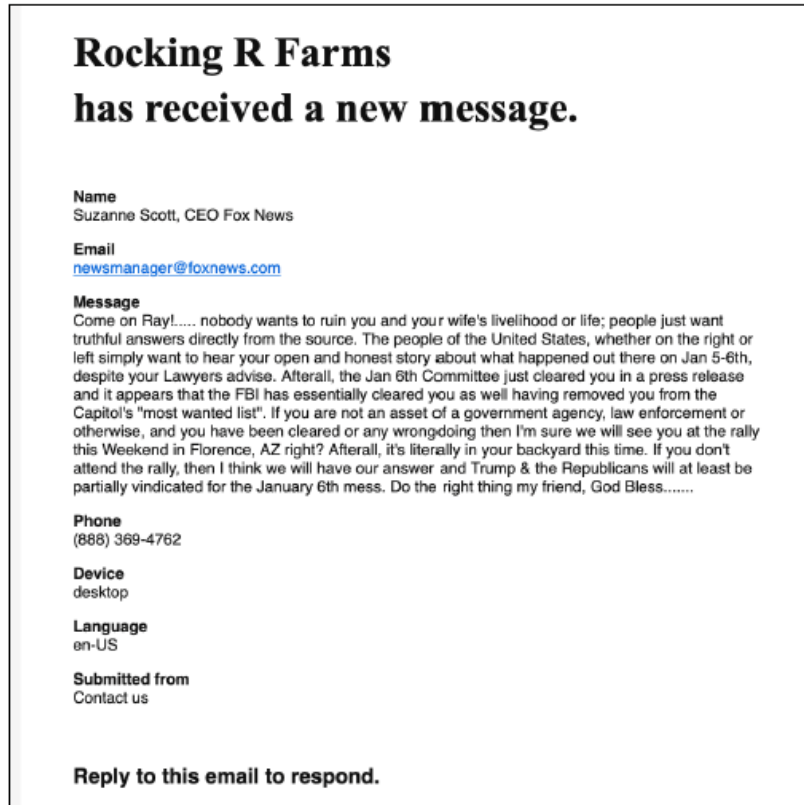 Rocking R Farms
has received a new message.
Name
Suzanne Scott, CEO Fox News
Email
newsmanager@foxnews.com
Message
Come on Ray!..... nobody wants to ruin you and your wife's livelihood or life; people just want
truthful answers directly from the source. The people of the United States, whether on the right or
left simply want to hear your open and honest story about what happened out there on Jan 5-6th,
despite your Lawyers advise. Afterall, the Jan 6th Committee just cleared you in a press release
and it appears that the FBI has essentially cleared you as well having removed you from the
Capitol's "most wanted list". If you are not an asset of a government agency, law enforcement or
otherwise, and you have been cleared or any wrongdoing then I'm sure we will see you at the rally
this Weekend in Florence, AZ right? Afterall, it's literally in your backyard this time. If you don't
attend the rally, then I think we will have our answer and Trump & the Republicans will at least be
partially vindicated for the January 6th mess. Do the right thing my friend, God Bless.......
Phone
(888) 369-4762
Device
desktop
Language
en-US
Submitted from
Contact us
Reply to this email to respond.